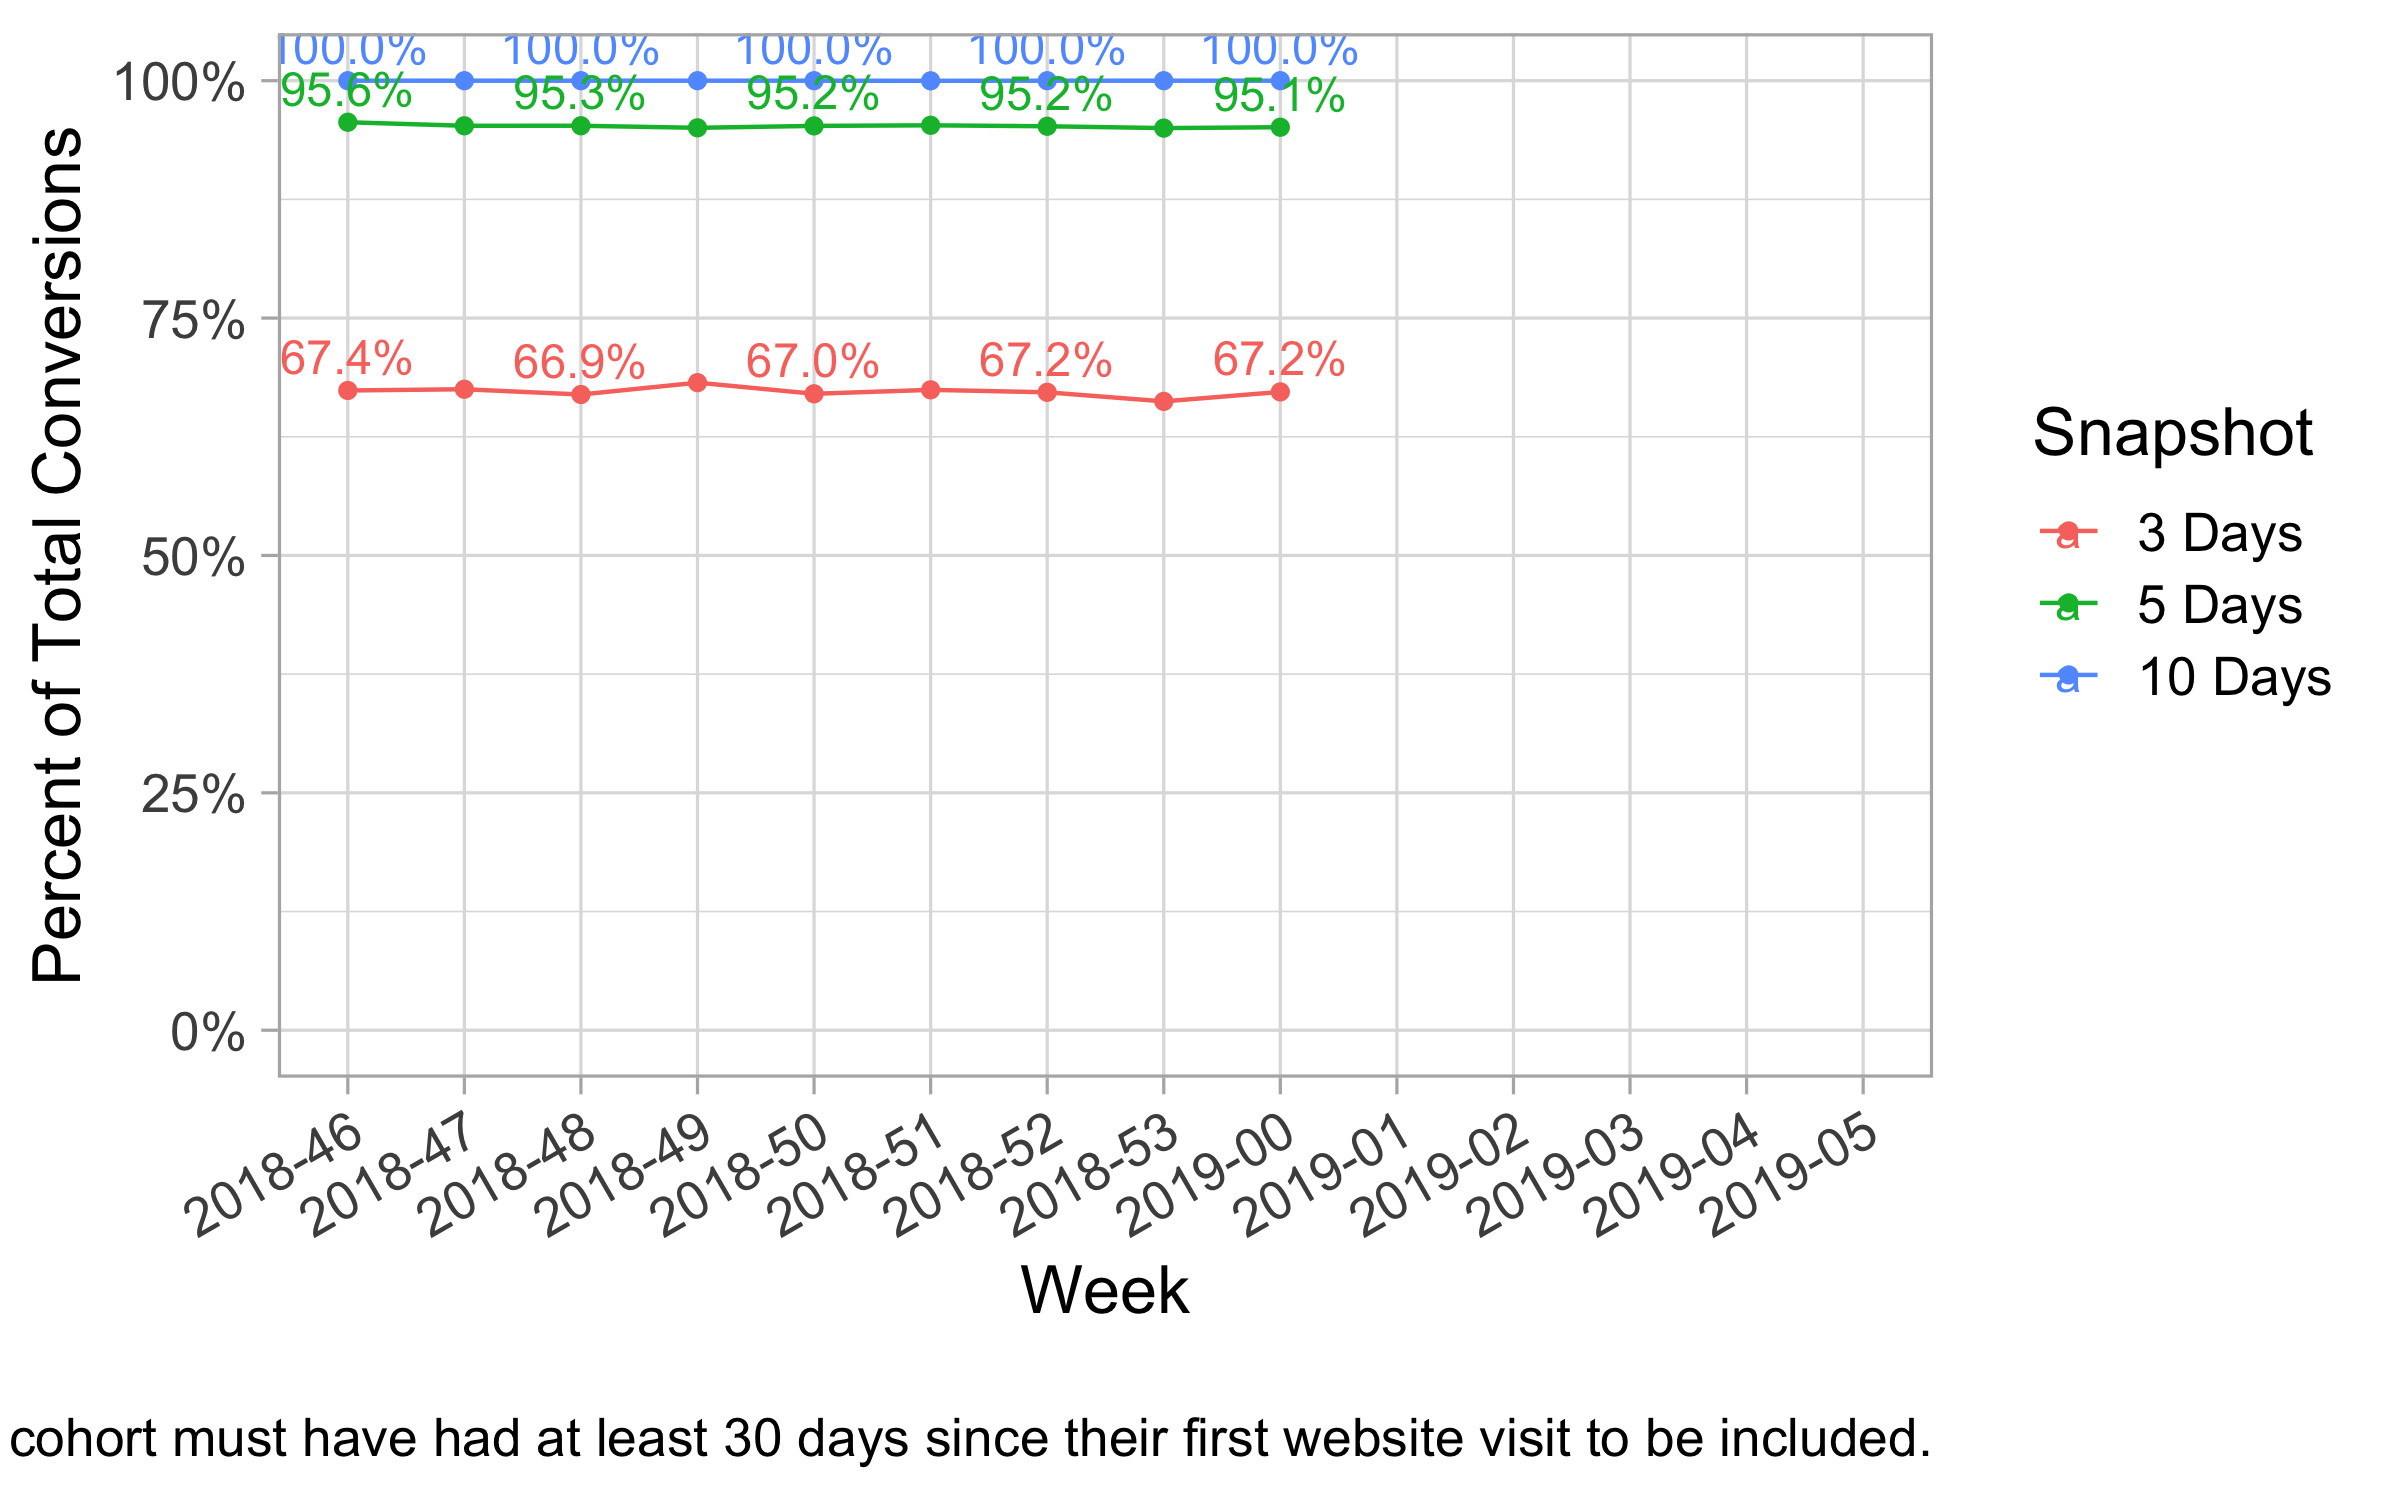 Percent of Total Conversions
100%
75%
50%
25%
0%
100.0% 100.0% 100.0% 100.0% 100.0%
95.6% 95.3% 95.2% 95.2% 95.1%
67.4% 66.9% 67.0% 67.2% 67.2%
2018-46 2018-47 2018-48 2018-49 2018-50 2018-51 2018-52 2018-53 2019-00 2019-01 2019-02 2019-03 2019-04 2019-05
Week
Snapshot
a 3 Days
a 5 Days
a 10 Days
cohort must have had at least 30 days since their first website visit to be included.